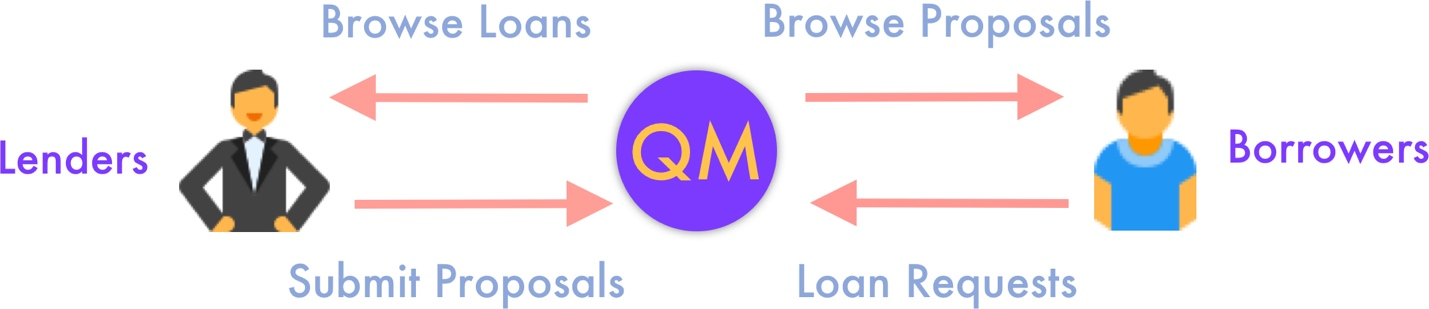 Browse Loans
Browse Proposals
Lenders
QM
Borrowers
Submit Proposals
Loan Requests